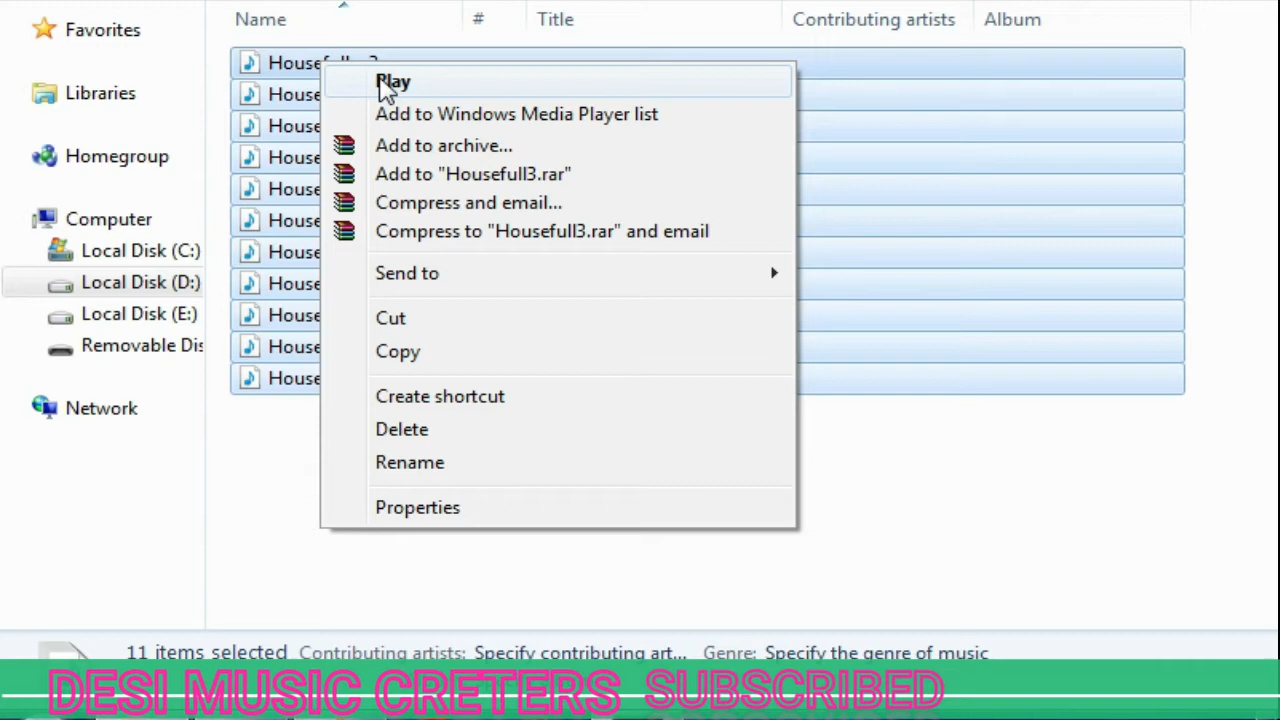 Name # Title Contributing artists Album
Favorites
Libraries
Homegroup
Computer
Local Disk (C:)
Local Disk (D:)
Local Disk (E:)
Removable Dis
Network
Housefull 3
House
House
House
House
House
House
House
House
House
House
Play
Add to Windows Media Player list
Add to archive...
Add to "Housefull3.rar"
Compress and email...
Compress to "Housefull3.rar" and email
Send to
Cut
Copy
Create shortcut
Delete
Rename
Properties
11 items selected Contributing artists: Specify contributing art... Genre: Specify the genre of music
DESI MUSIC CRETERS SUBSCRIBED